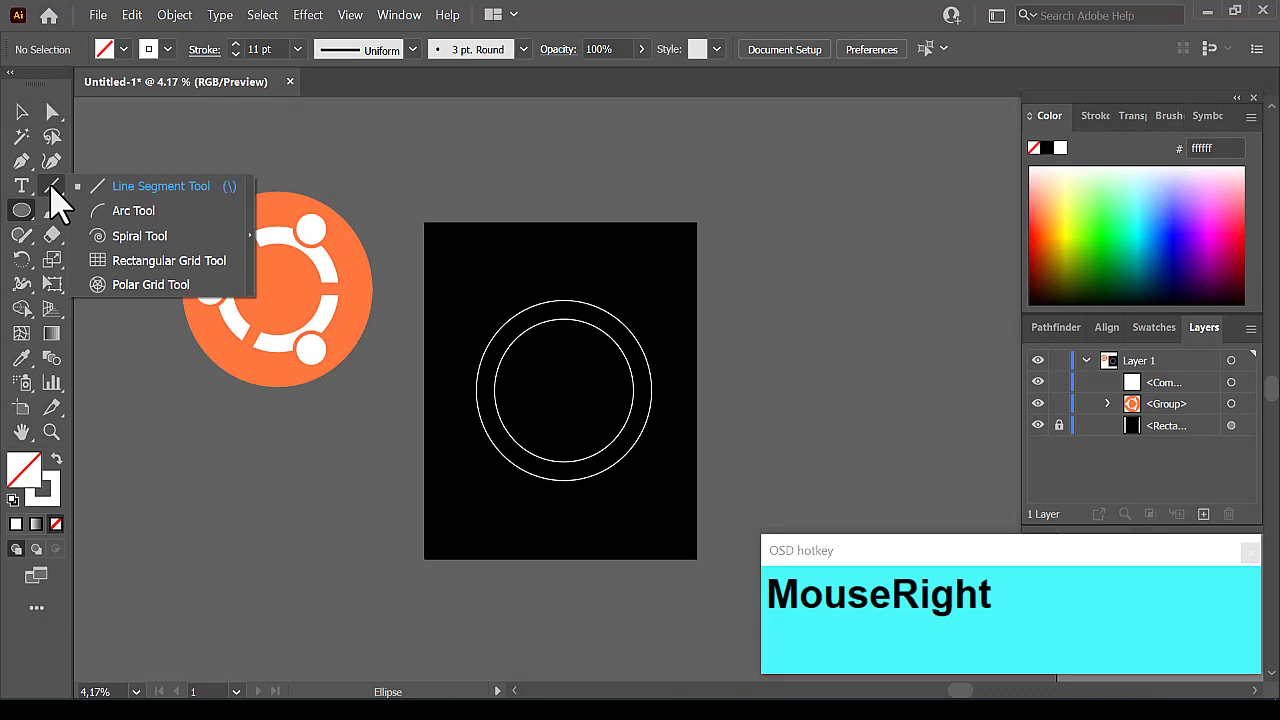 Ai File Edit Object Type Select Effect View Window Help Search Adobe Help
No Selection Stroke: 11 pt Uniform 3 pt. Round Opacity: 100% Style: Document Setup Preferences
Untitled-1* @ 4.17 % (RGB/Preview)
Color Stroke Transp Brush Symbo
# ffffff
Line Segment Tool (\)
Arc Tool
Spiral Tool
Rectangular Grid Tool
Polar Grid Tool
Pathfinder Align Swatches Layers
Layer 1
<Com...
<Group>
<Recta...
1 Layer
OSD hotkey
MouseRight
4,17% 1 Ellipse